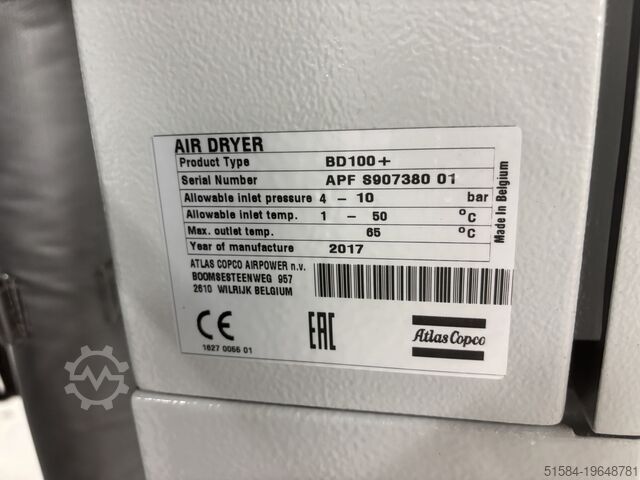 AIR DRYER
Product Type BD100+
Serial Number APF S907380 01
Allowable inlet pressure 4 - 10 bar
Allowable inlet temp. 1 - 50 °C
Max. outlet temp. 65 °C
Year of manufacture 2017
Made In Belgium
ATLAS COPCO AIRPOWER n.v.
BOOMSESTEENWEG 957
2610 WILRIJK BELGIUM
CE
EAC
Atlas Copco
1627 0066 01
51584-19648781